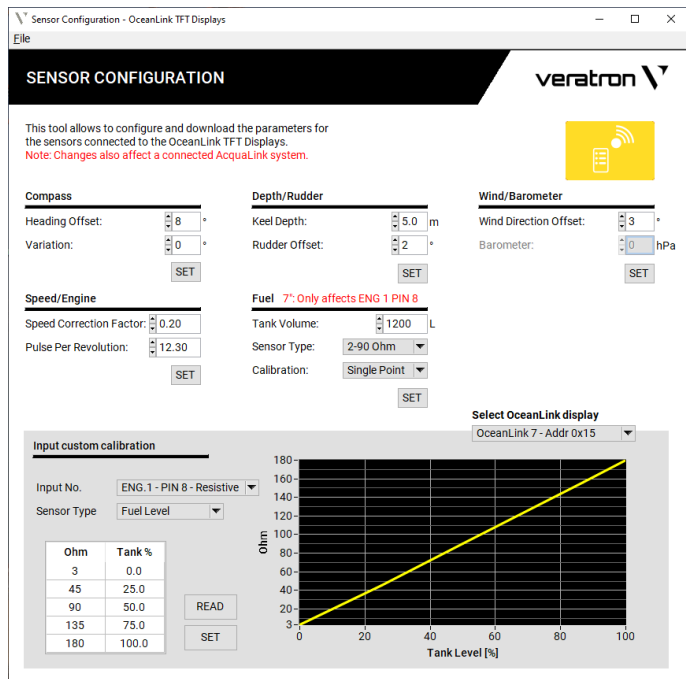 Sensor Configuration - OceanLink TFT Displays
File
SENSOR CONFIGURATION
veratron
This tool allows to configure and download the parameters for
the sensors connected to the OceanLink TFT Displays.
Note: Changes also affect a connected AcquaLink system.
Compass
Heading Offset: 8 °
Variation: 0 °
SET
Depth/Rudder
Keel Depth: 5.0 m
Rudder Offset: 2 °
SET
Wind/Barometer
Wind Direction Offset: 3 °
Barometer: 0 hPa
SET
Speed/Engine
Speed Correction Factor: 0.20
Pulse Per Revolution: 12.30
SET
Fuel 7": Only affects ENG 1 PIN 8
Tank Volume: 1200 L
Sensor Type: 2-90 Ohm
Calibration: Single Point
SET
Select OceanLink display
OceanLink 7 - Addr 0x15
Input custom calibration
Input No. ENG.1 - PIN 8 - Resistive
Sensor Type Fuel Level
Ohm Tank %
3 0.0
45 25.0
90 50.0
135 75.0
180 100.0
READ
SET
Ohm
180
160
140
120
100
80
60
40
20
3
0 20 40 60 80 100
Tank Level [%]